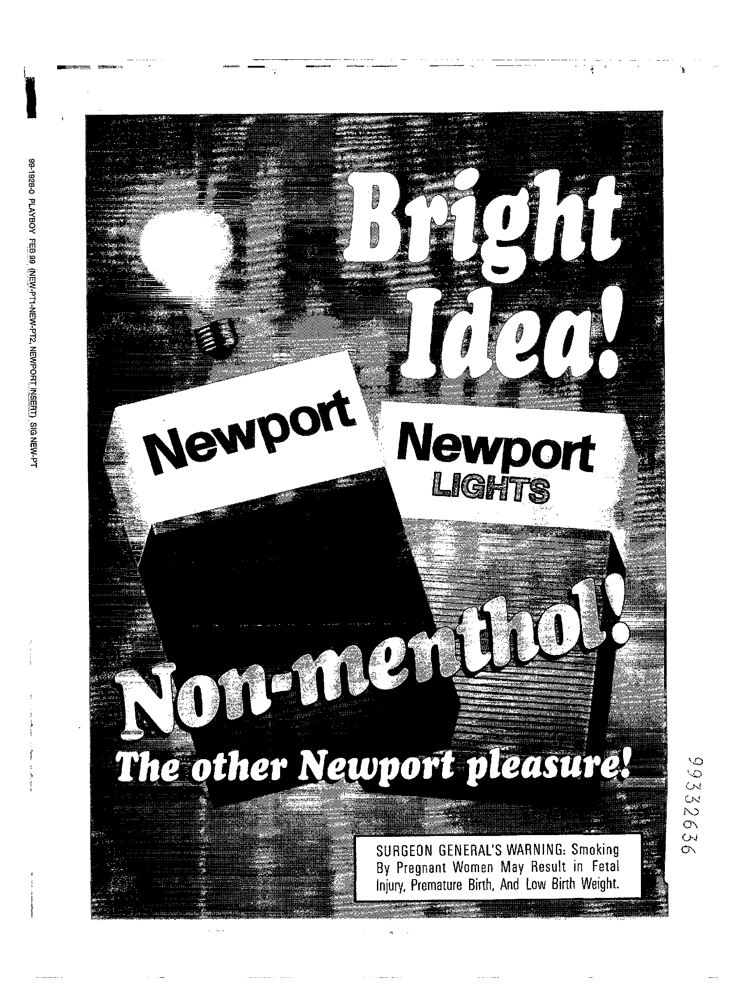 Bright
Idea!
Newport
Newport
LIGHTS
Non-menthol!
The other Newport pleasure!
SURGEON GENERAL'S WARNING: Smoking
By Pregnant Women May Result in Fetal
Injury, Premature Birth, And Low Birth Weight.
99-1928-0 PLAYBOY FEB 99 (NEW-PT1-NEW-PT2, NEWPORT INSERT) SIG NEW-PT
99332636